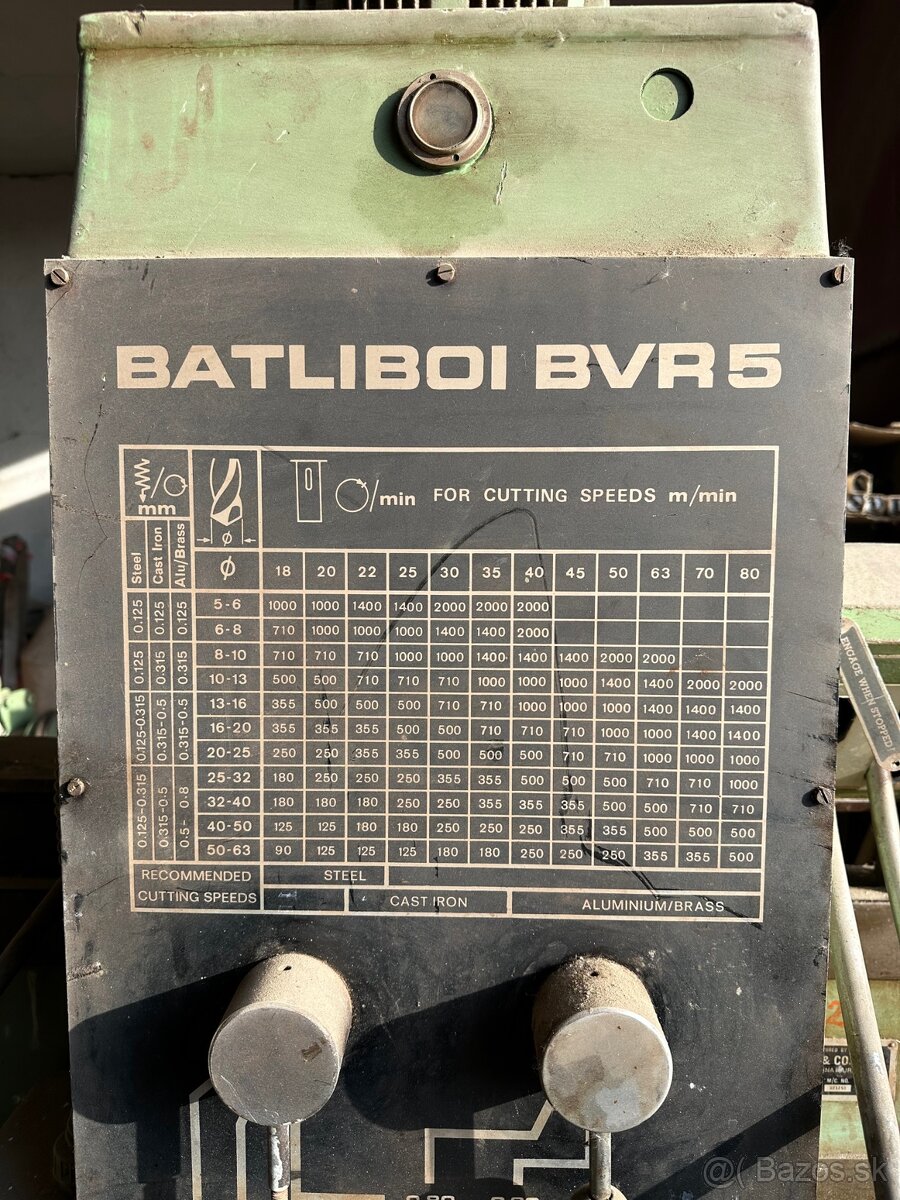 BATLIBOI BVR5
mm
/min FOR CUTTING SPEEDS m/min
Steel
Cast Iron
Alu/Brass
ø
ø 18 20 22 25 30 35 40 45 50 63 70 80
5-6 1000 1000 1400 1400 2000 2000 2000
6-8 710 1000 1000 1000 1400 1400 2000
8-10 710 710 710 1000 1000 1400 1400 1400 2000 2000
10-13 500 500 710 710 710 1000 1000 1000 1400 1400 2000 2000
13-16 355 500 500 500 710 710 1000 1000 1000 1400 1400 1400
16-20 355 355 355 500 500 710 710 710 1000 1000 1400 1400
20-25 250 250 355 355 355 500 500 710 710 1000 1000 1000
25-32 180 250 250 250 355 355 500 500 500 710 710 1000
32-40 180 180 180 250 250 355 355 355 500 500 710 710
40-50 125 125 180 180 250 250 250 355 355 500 500 500
50-63 90 125 125 125 180 180 250 250 250 355 355 500
0.125 0.125 0.125
0.125 0.315 0.315
0.125-0.315 0.315-0.5 0.315-0.5
0.125-0.315 0.315-0.5 0.5-0.8
RECOMMENDED CUTTING SPEEDS
STEEL
CAST IRON
ALUMINIUM/BRASS
ENGAGE WHEN STOPPED
& CO.
M/C NO.
2
Bazos.sk